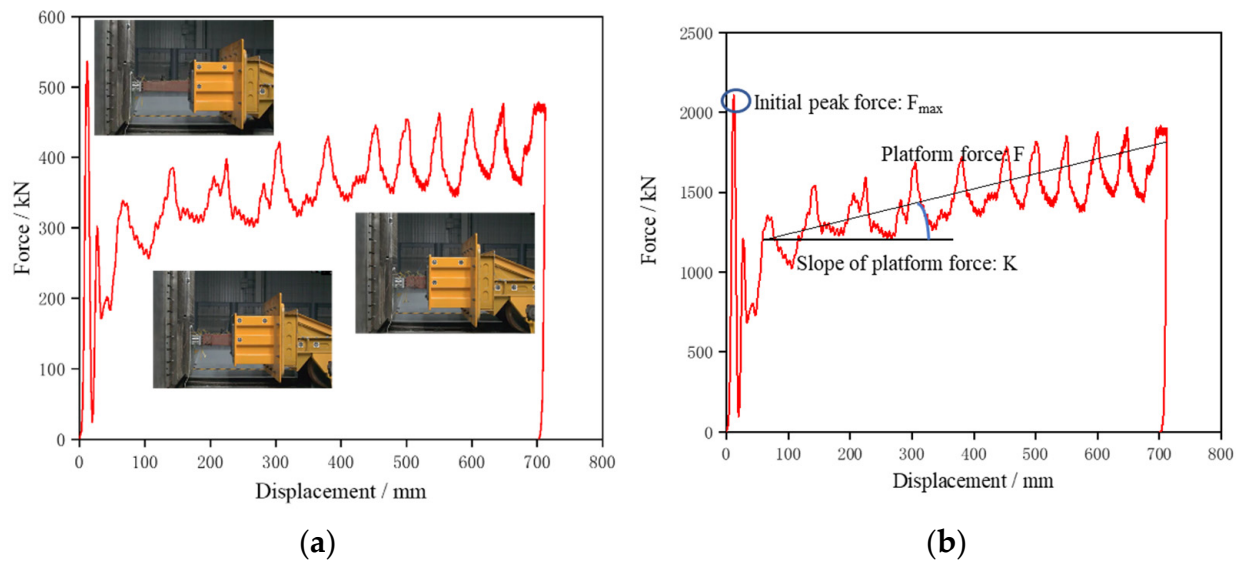 600
500
400
300
200
100
0
Force / kN
0 100 200 300 400 500 600 700 800
Displacement / mm
(a)
2500
2000
1500
1000
500
0
Force / kN
Initial peak force: Fmax
Platform force: F
Slope of platform force: K
0 100 200 300 400 500 600 700 800
Displacement / mm
(b)